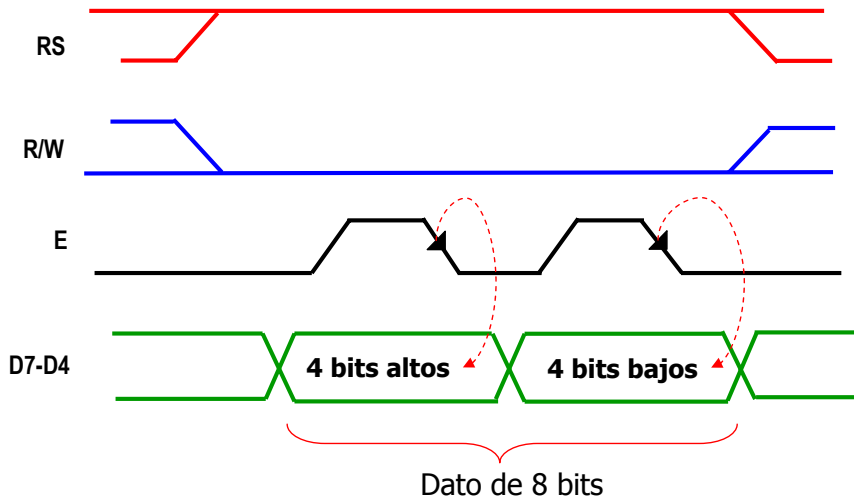 RS
R/W
E
D7-D4
4 bits altos
4 bits bajos
Dato de 8 bits